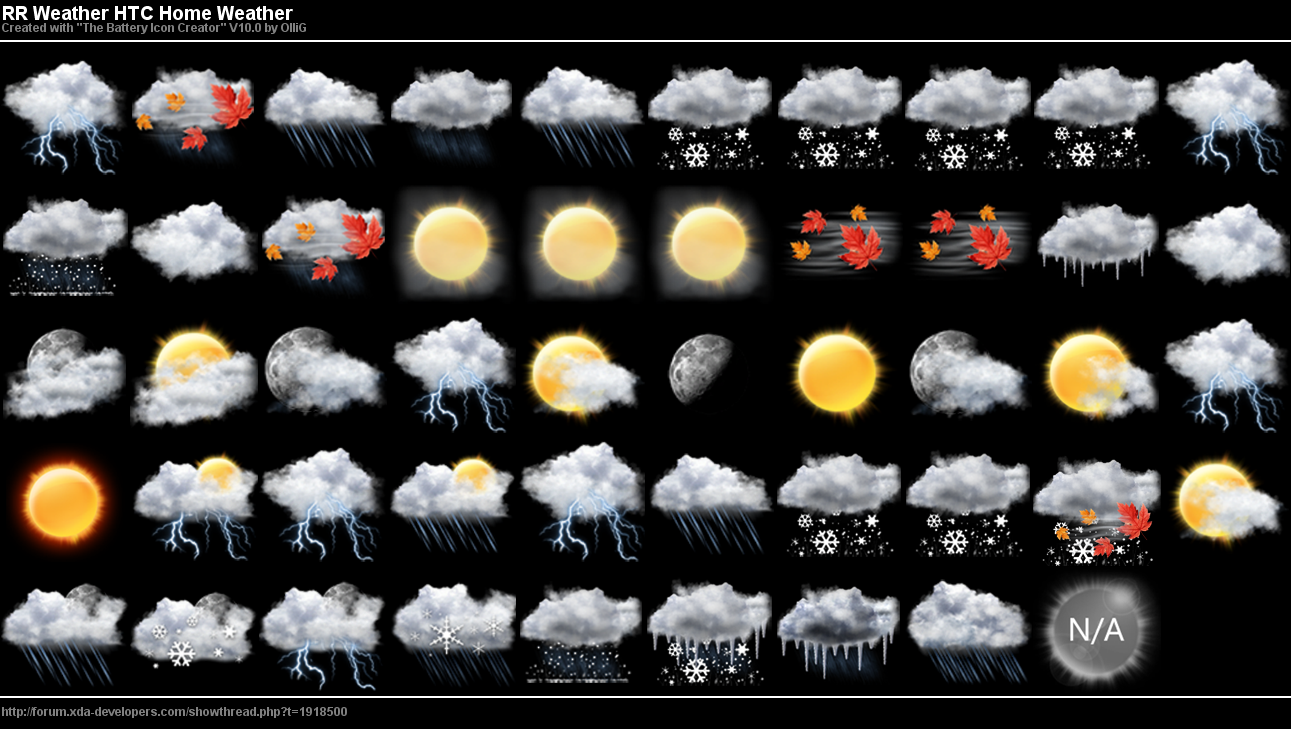 RR Weather HTC Home Weather
Created with "The Battery Icon Creator" V10.0 by OlliG
N/A
http://forum.xda-developers.com/showthread.php?t=1918500